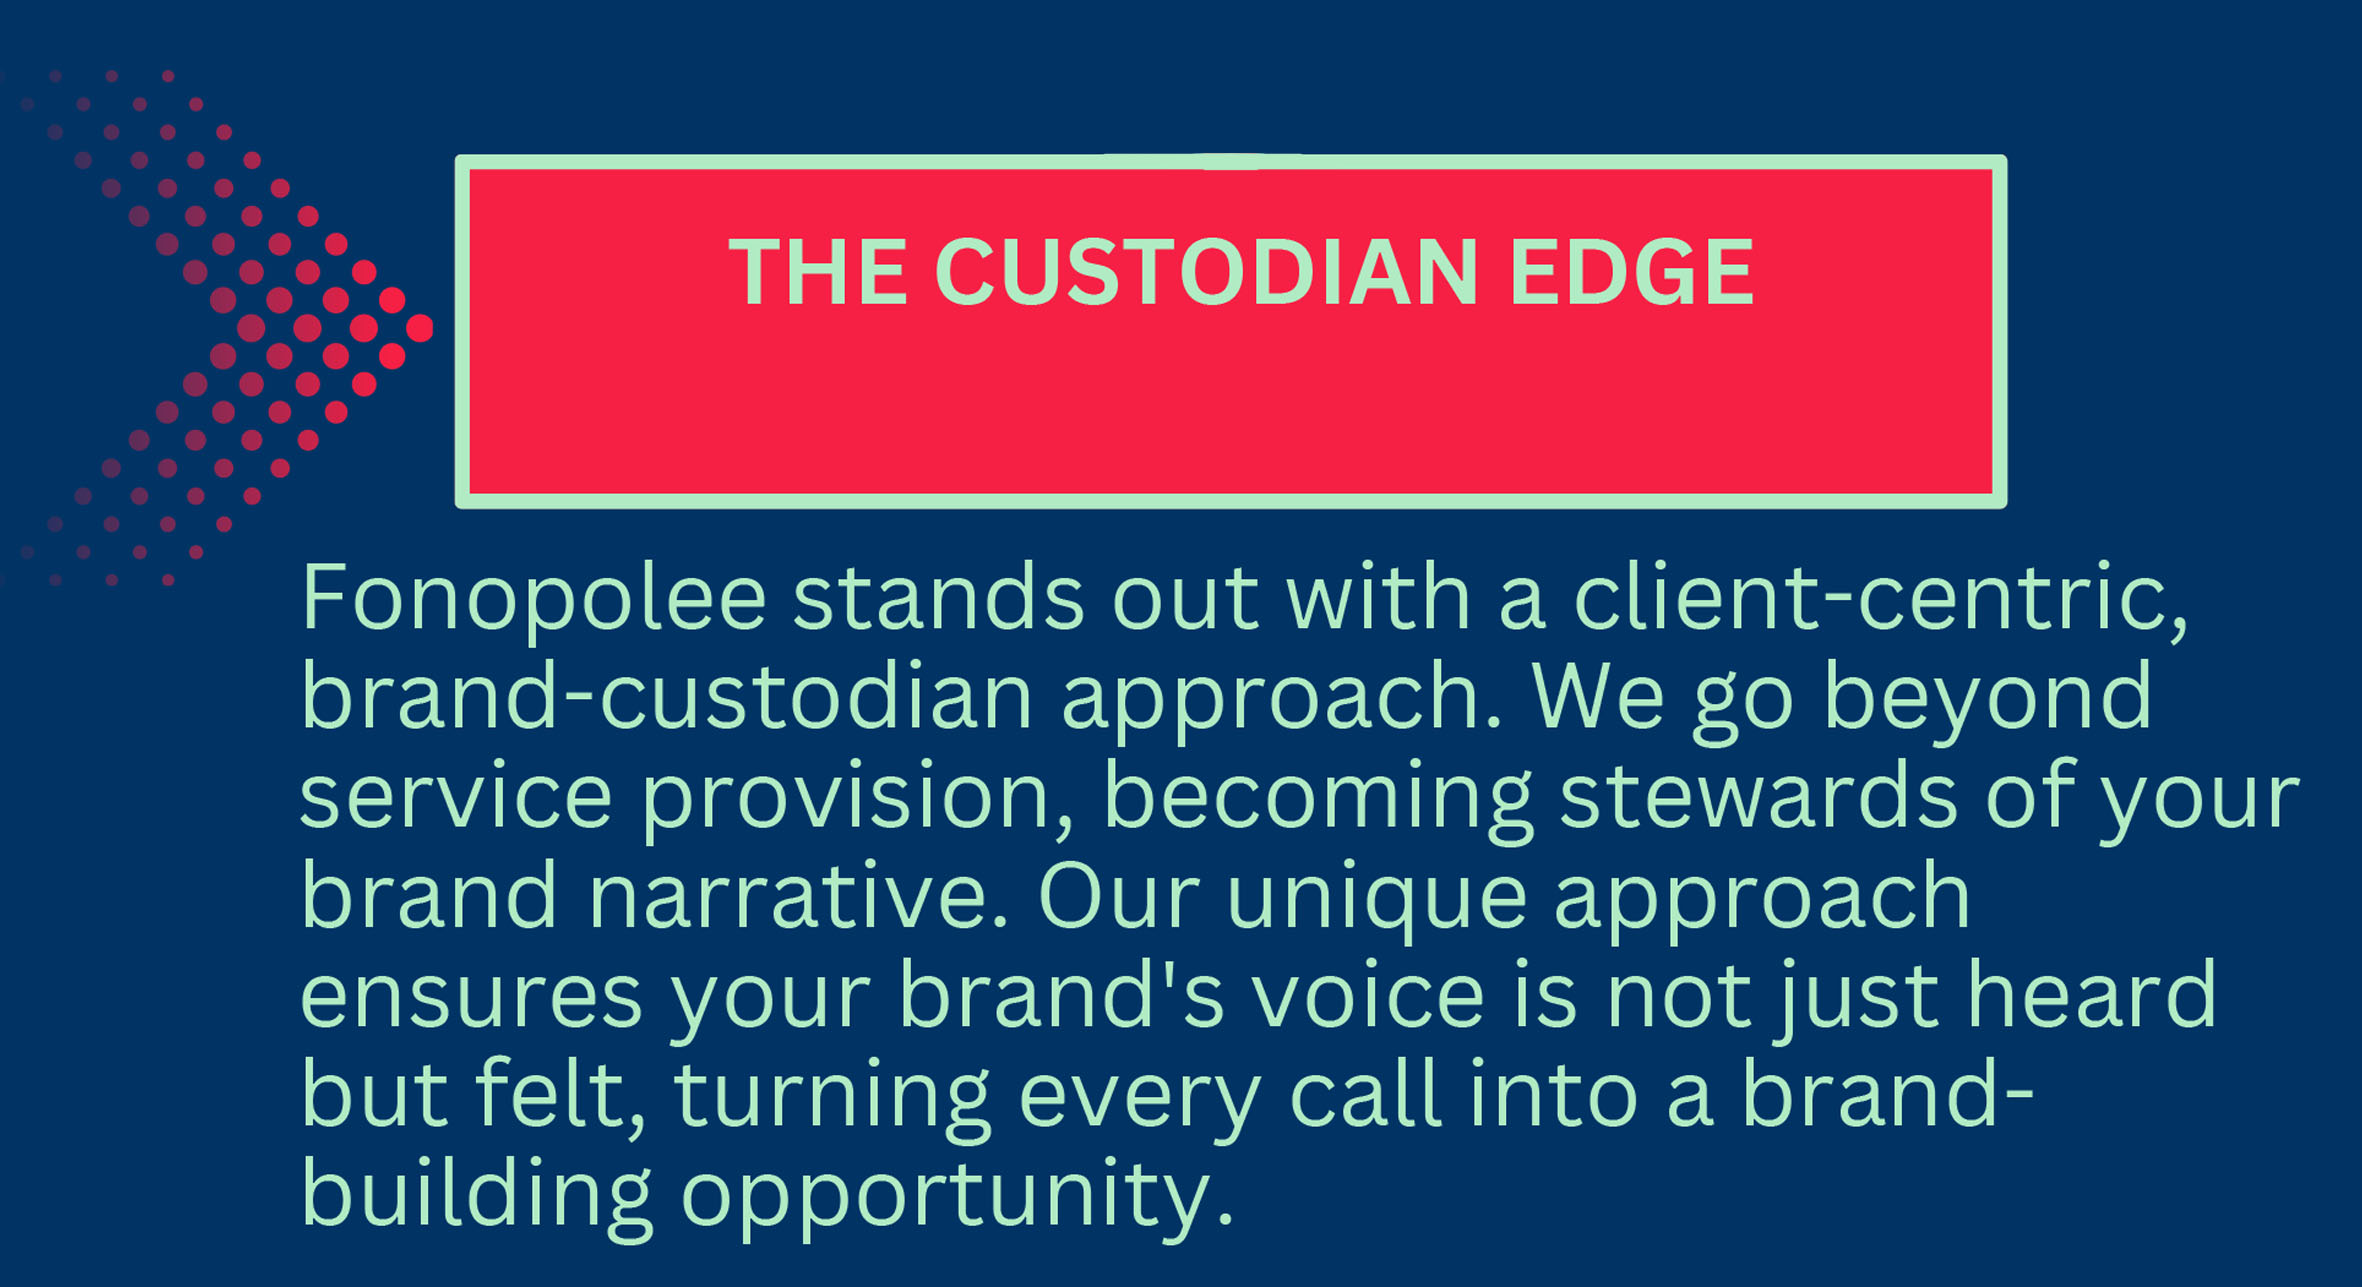 THE CUSTODIAN EDGE
Fonopolee stands out with a client-centric,
brand-custodian approach. We go beyond
service provision, becoming stewards of your
brand narrative. Our unique approach
ensures your brand's voice is not just heard
but felt, turning every call into a brand-
building opportunity.